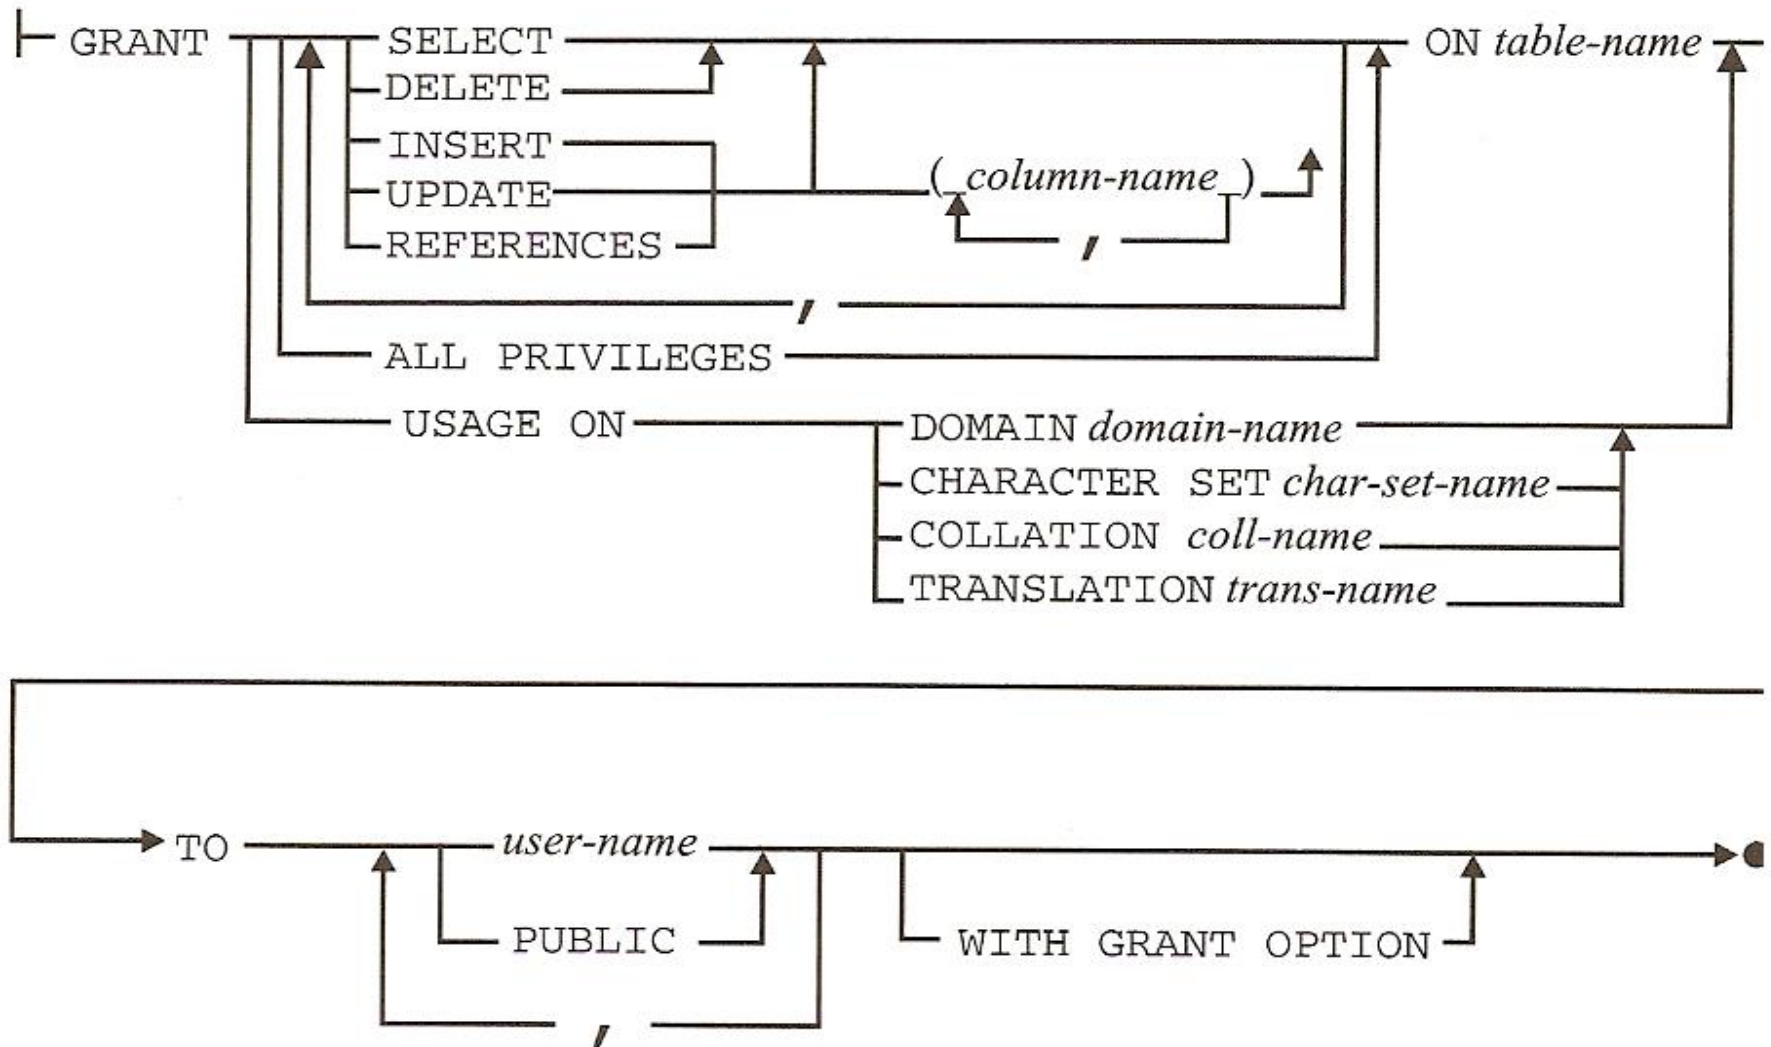 GRANT SELECT ON table-name
DELETE
INSERT
(column-name)
UPDATE
,
REFERENCES
,
ALL PRIVILEGES
USAGE ON DOMAIN domain-name
CHARACTER SET char-set-name
COLLATION coll-name
TRANSLATION trans-name
TO user-name
PUBLIC WITH GRANT OPTION
,